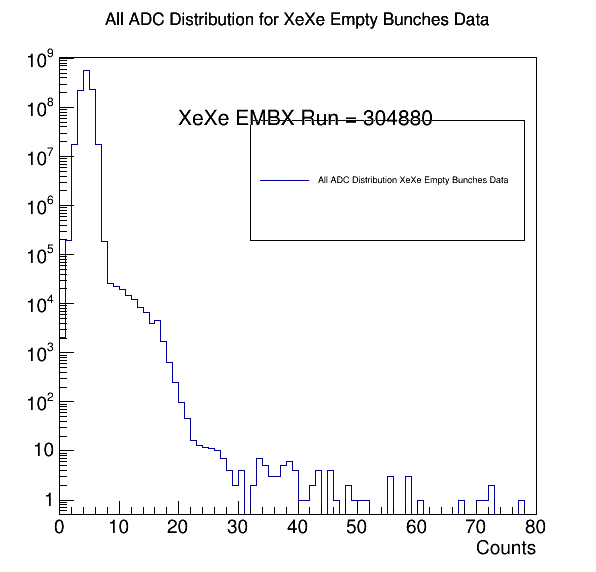 All ADC Distribution for XeXe Empty Bunches Data
10^9
XeXe EMBX Run = 304880
10^8
All ADC Distribution XeXe Empty Bunches Data
10^7
10^6
10^5
10^4
10^3
10^2
10
1
0 10 20 30 40 50 60 70 80
Counts